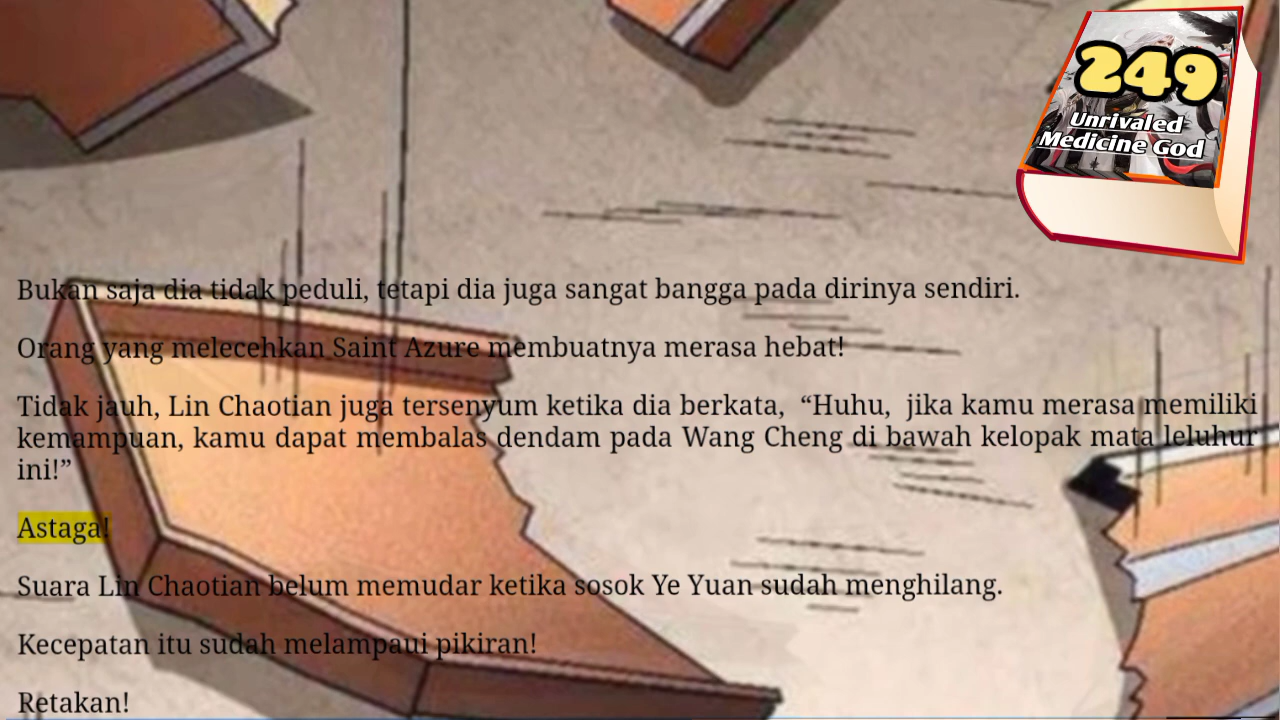 249
Unrivaled
Medicine God
Bukan saja dia tidak peduli, tetapi dia juga sangat bangga pada dirinya sendiri.
Orang yang melecehkan Saint Azure membuatnya merasa hebat!
Tidak jauh, Lin Chaotian juga tersenyum ketika dia berkata, “Huhu, jika kamu merasa memiliki
kemampuan, kamu dapat membalas dendam pada Wang Cheng di bawah kelopak mata leluhur
ini!”
Astaga!
Suara Lin Chaotian belum memudar ketika sosok Ye Yuan sudah menghilang.
Kecepatan itu sudah melampaui pikiran!
Retakan!